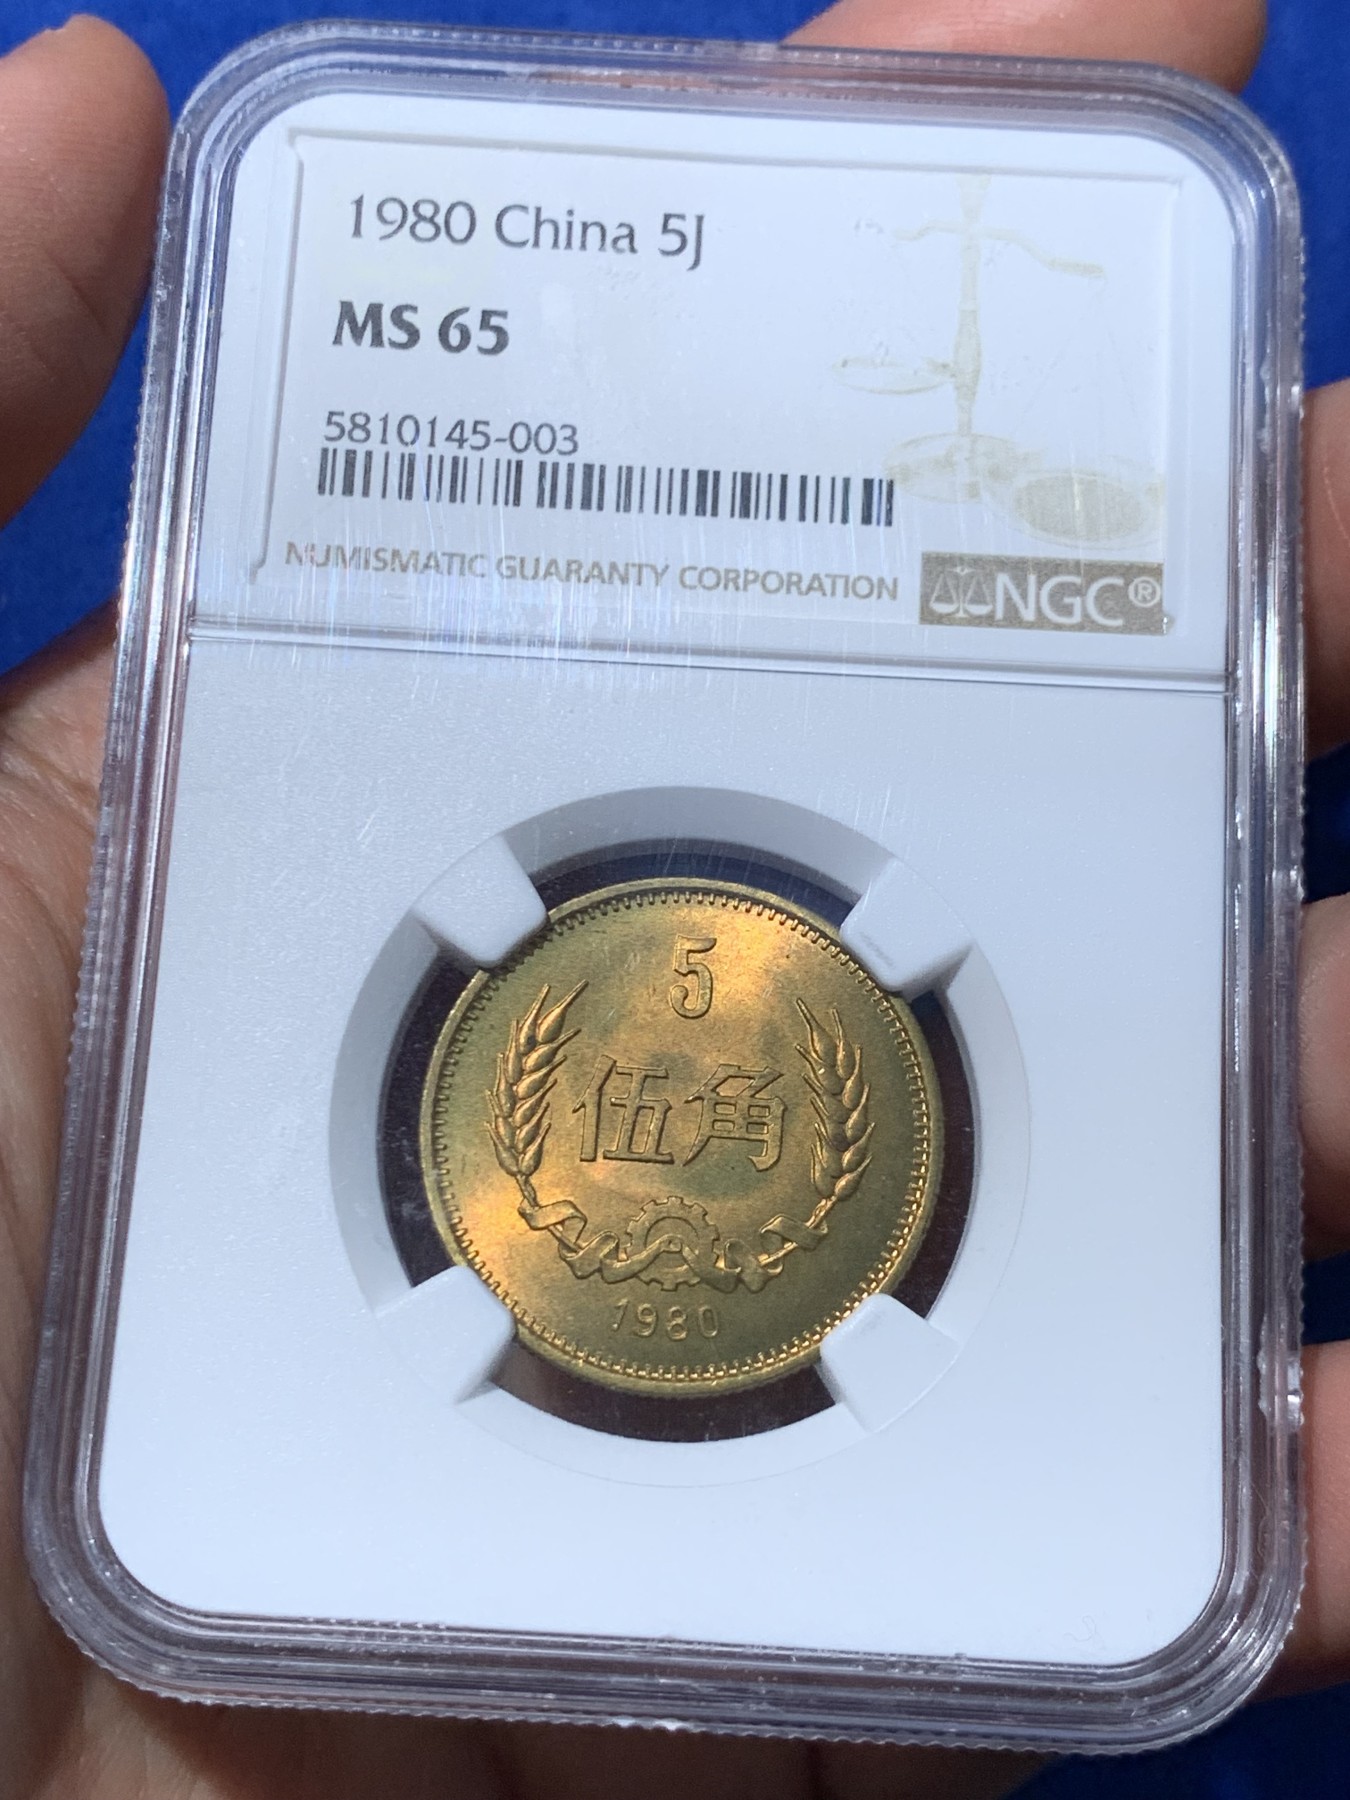 1980 China 5J
MS 65
5810145-003
NUMISMATIC GUARANTY CORPORATION NGC®
5
伍角
1980